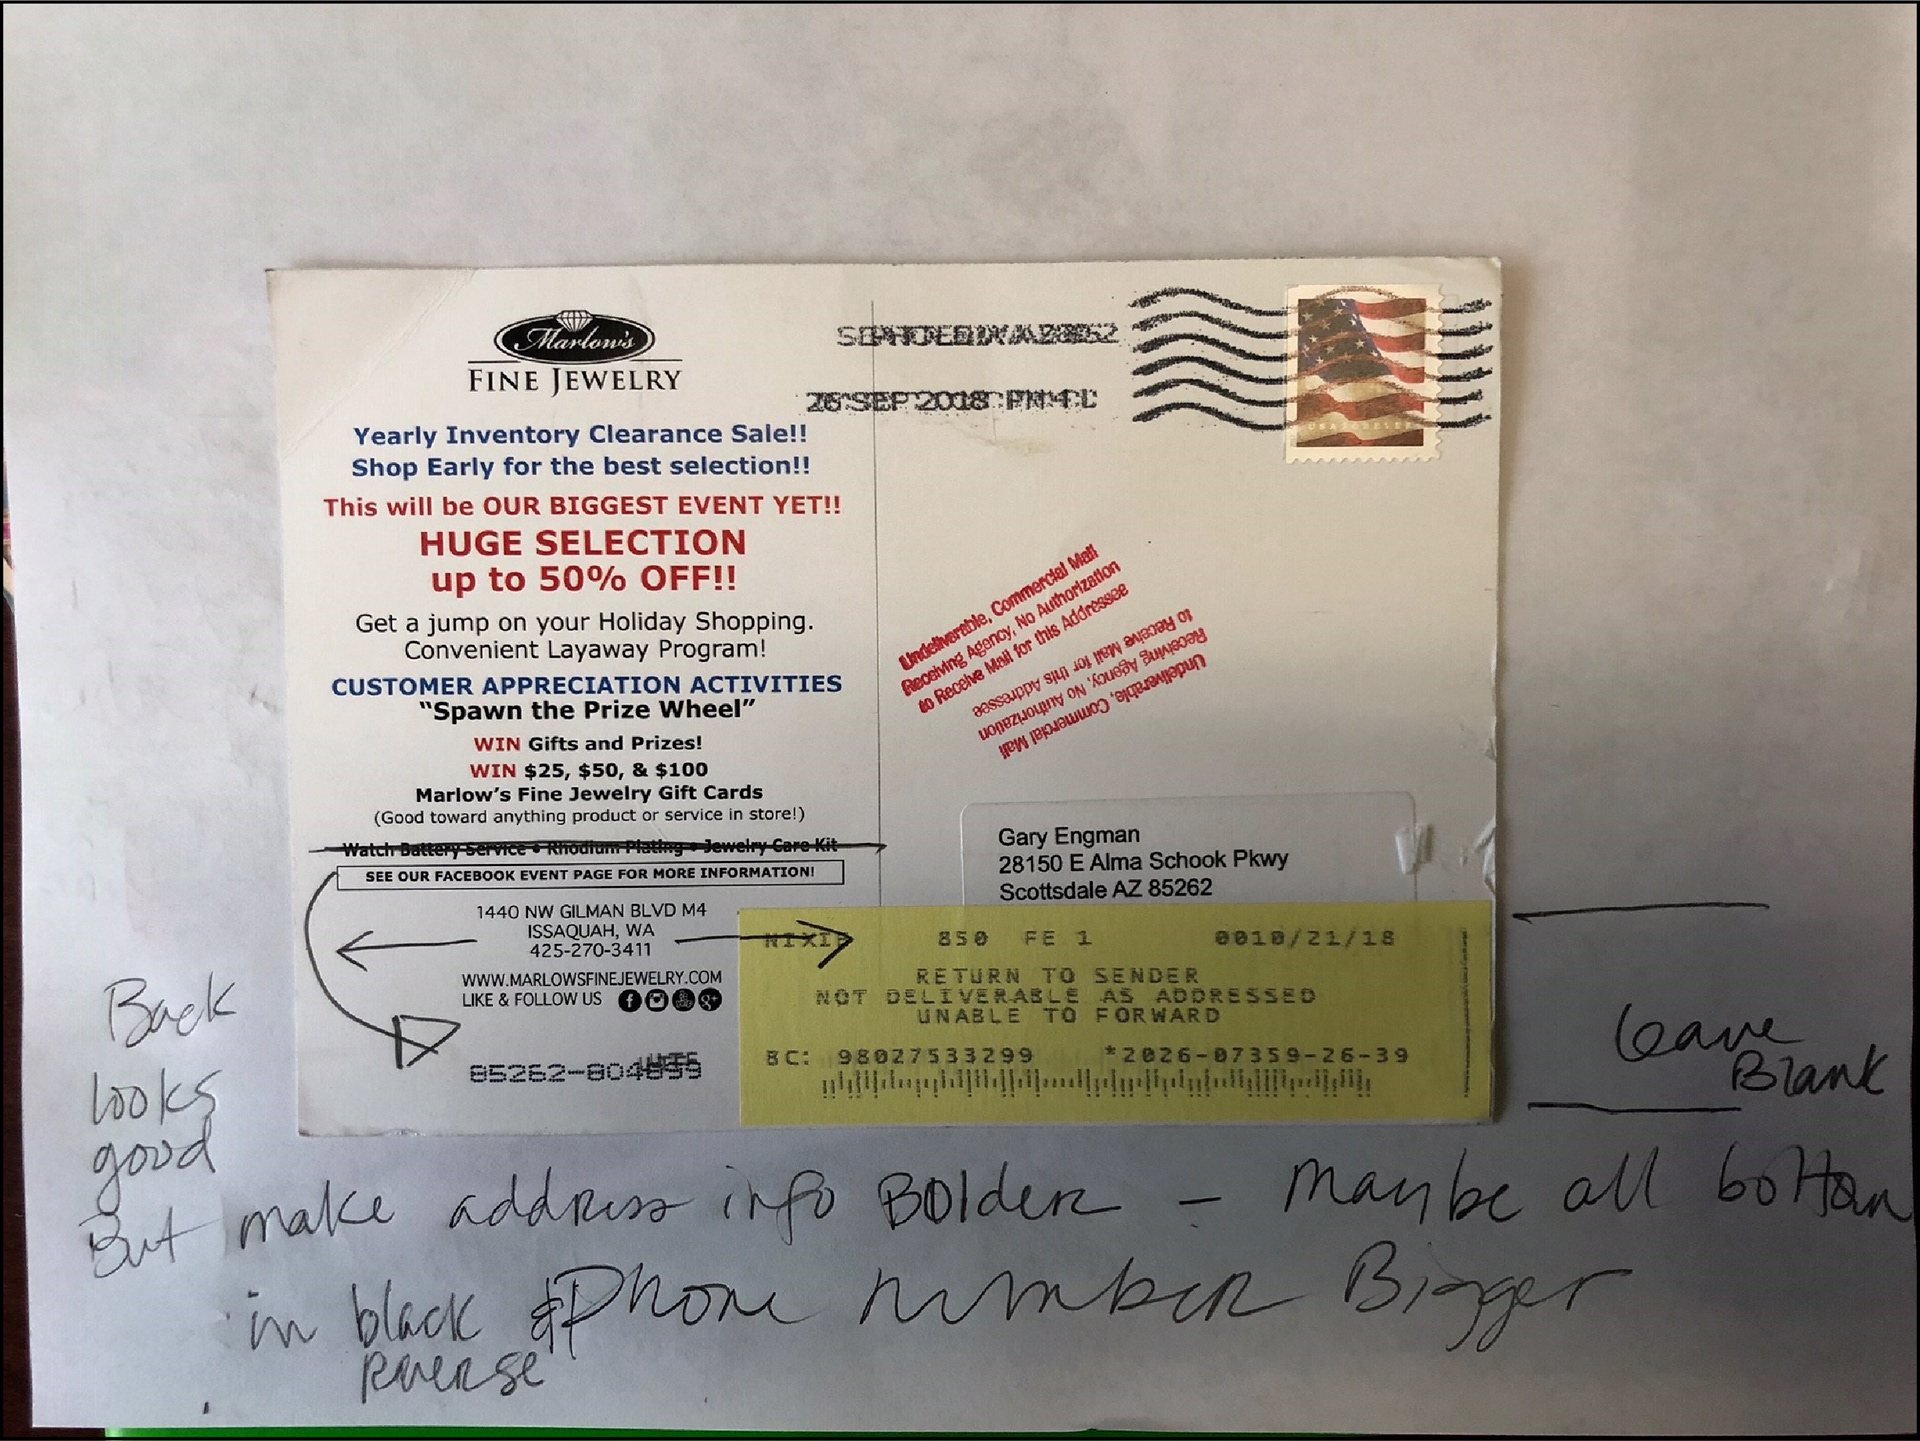 Marlow's
FINE JEWELRY
Yearly Inventory Clearance Sale!!
Shop Early for the best selection!!
This will be OUR BIGGEST EVENT YET!!
HUGE SELECTION
up to 50% OFF!!
Get a jump on your Holiday Shopping.
Convenient Layaway Program!
CUSTOMER APPRECIATION ACTIVITIES
“Spawn the Prize Wheel”
WIN Gifts and Prizes!
WIN $25, $50, & $100
Marlow’s Fine Jewelry Gift Cards
(Good toward anything product or service in store!)
Watch Battery Service • Rhodium Plating • Jewelry Care Kit
SEE OUR FACEBOOK EVENT PAGE FOR MORE INFORMATION!
1440 NW GILMAN BLVD M4
ISSAQUAH, WA
425-270-3411
WWW.MARLOWSFINEJEWELRY.COM
LIKE & FOLLOW US
26 SEP 2018 PM
USA FOREVER
Undeliverable, Commercial Mail
Receiving Agency, No Authorization
to Receive Mail for this Addressee
Undeliverable, Commercial Mail
Receiving Agency, No Authorization
to Receive Mail for this Addressee
Gary Engman
28150 E Alma Schook Pkwy
Scottsdale AZ 85262
NIXIE 850 FE 1 0010/21/18
RETURN TO SENDER
NOT DELIVERABLE AS ADDRESSED
UNABLE TO FORWARD
BC: 98027533299 *2026-07359-26-39
Leave
Blank
Back
looks
good
But make address info BOlder - maybe all bottom
in black & Phone number Bigger
reverse